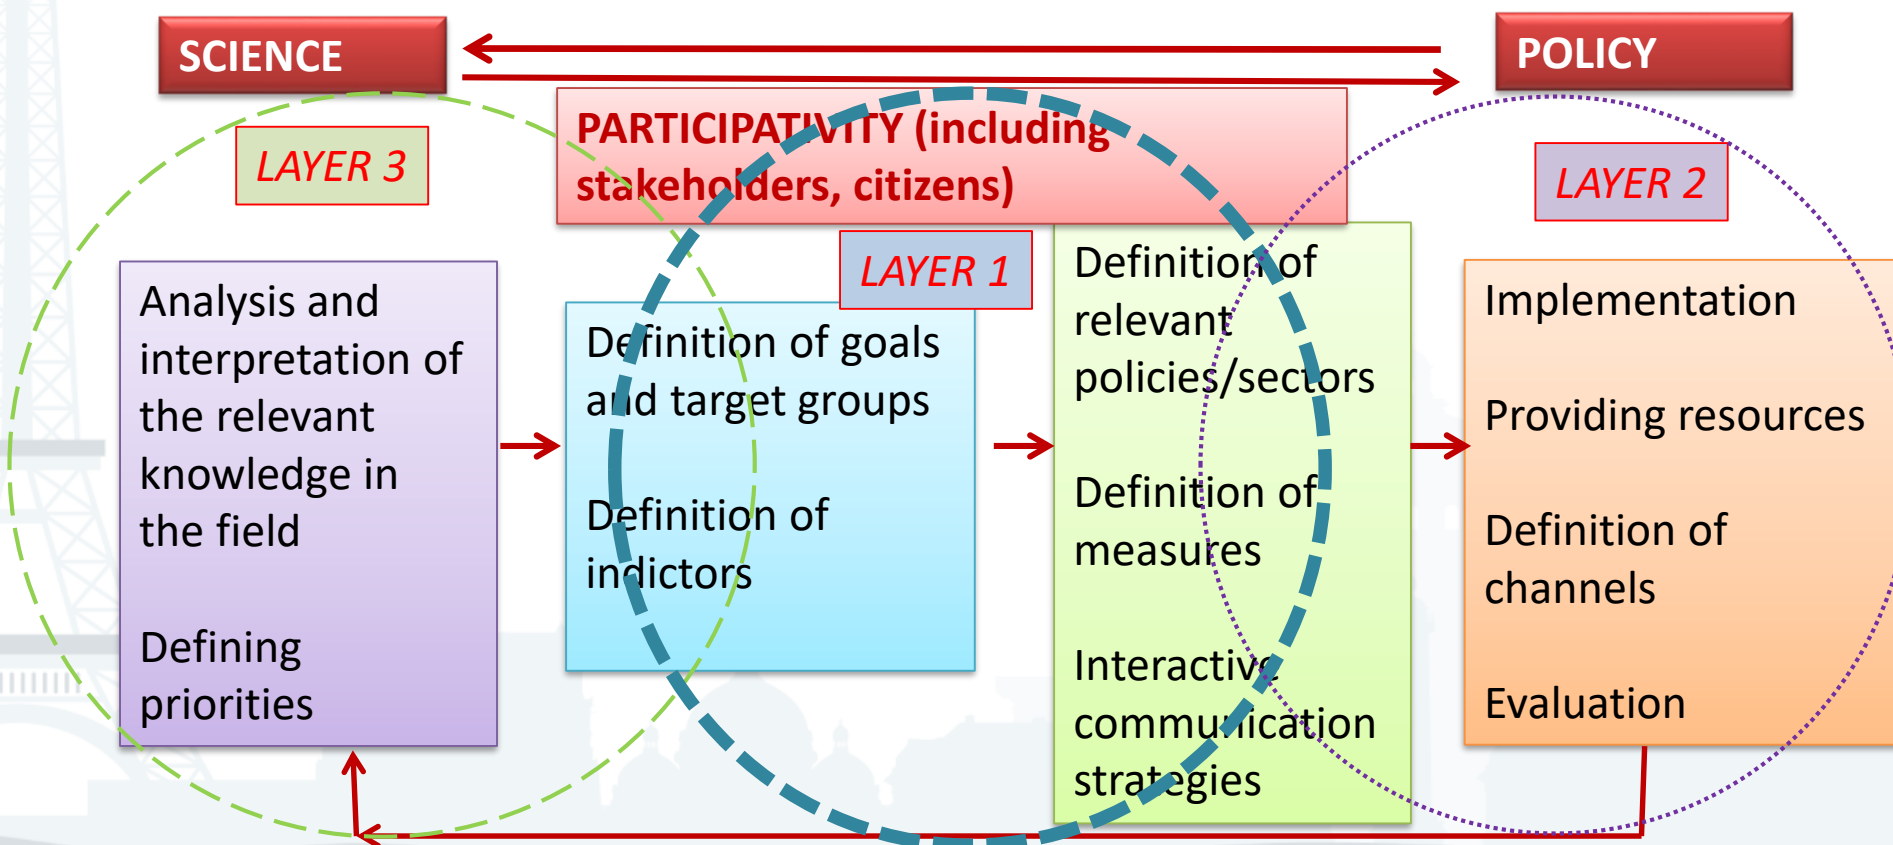 SCIENCE
POLICY
PARTICIPATIVITY (including
stakeholders, citizens)
LAYER 3
LAYER 2
LAYER 1
Analysis and
interpretation of
the relevant
knowledge in
the field
Defining
priorities
Definition of goals
and target groups
Definition of
indictors
Definition of
relevant
policies/sectors
Definition of
measures
Interactive
communication
strategies
Implementation
Providing resources
Definition of
channels
Evaluation